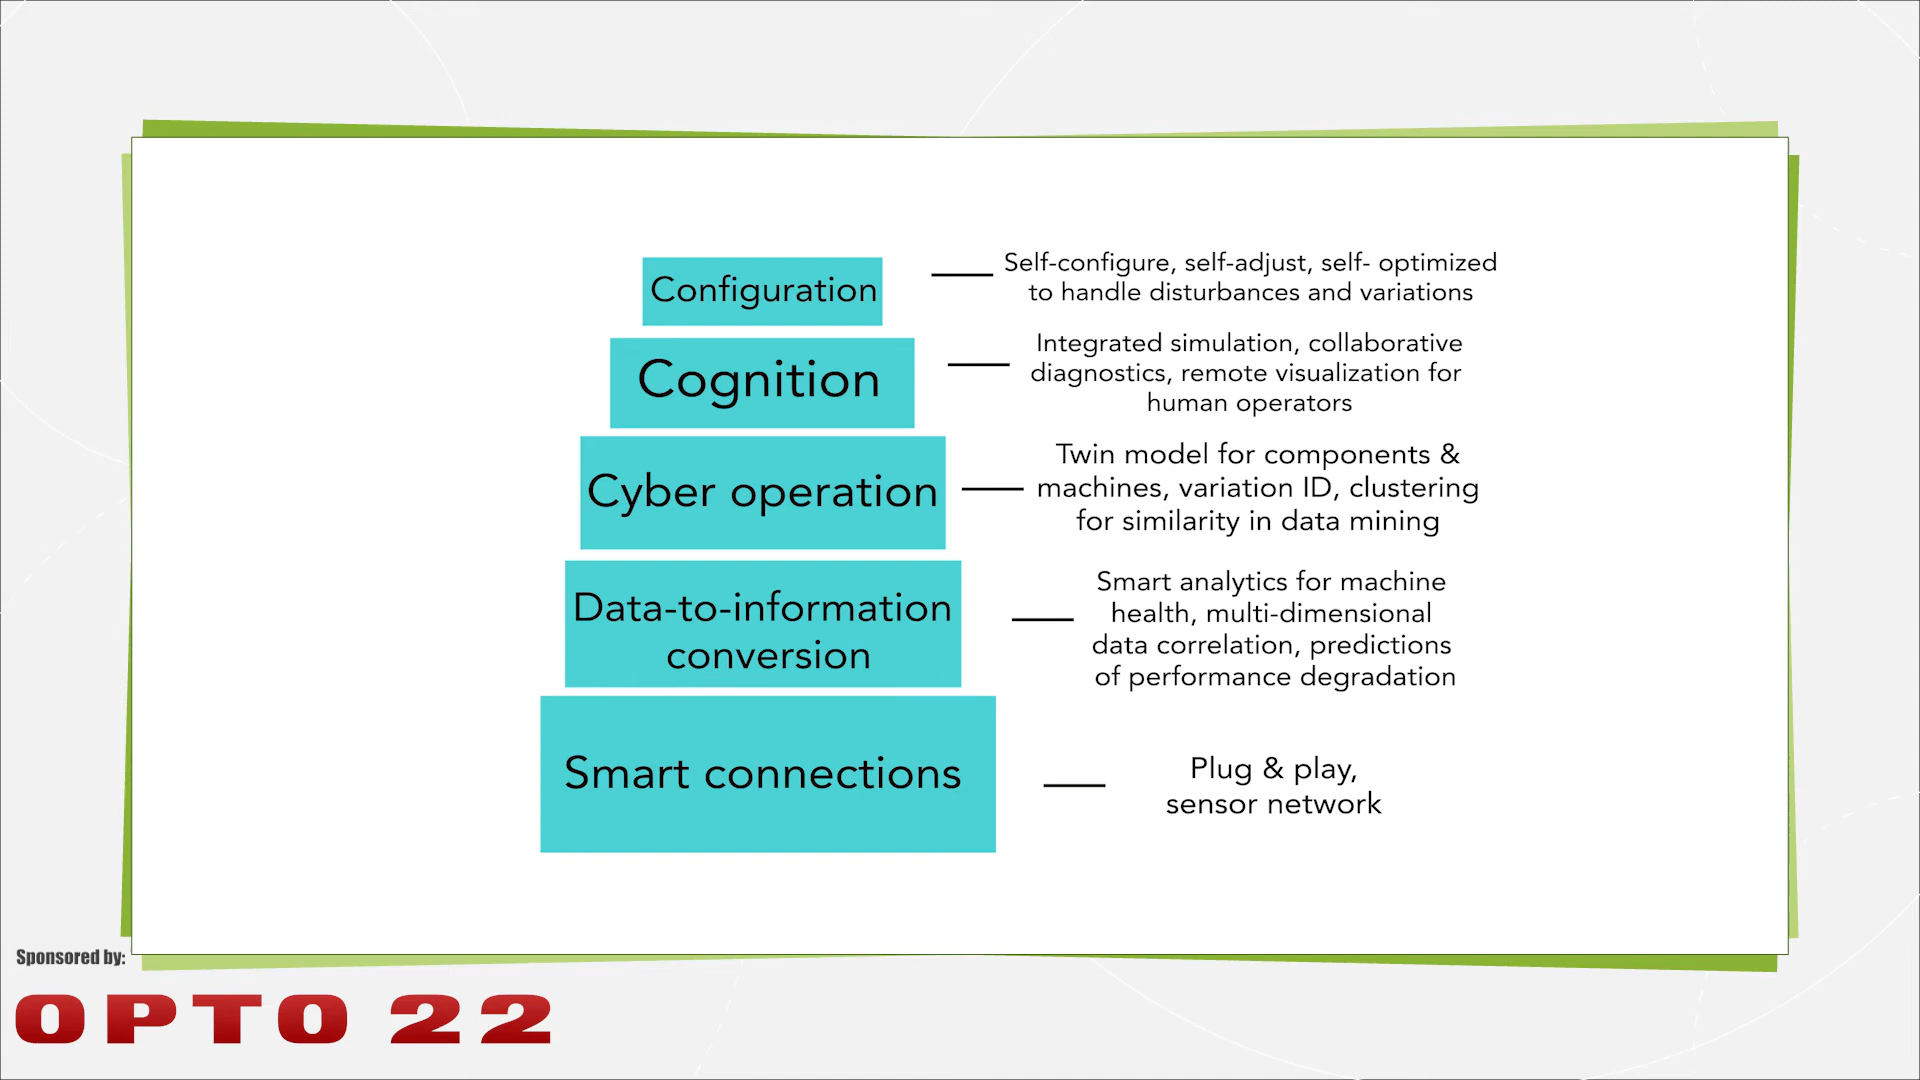 Configuration
Self-configure, self-adjust, self- optimized
to handle disturbances and variations
Cognition
Integrated simulation, collaborative
diagnostics, remote visualization for
human operators
Cyber operation
Twin model for components &
machines, variation ID, clustering
for similarity in data mining
Data-to-information
conversion
Smart analytics for machine
health, multi-dimensional
data correlation, predictions
of performance degradation
Smart connections
Plug & play,
sensor network
Sponsored by:
OPTO 22